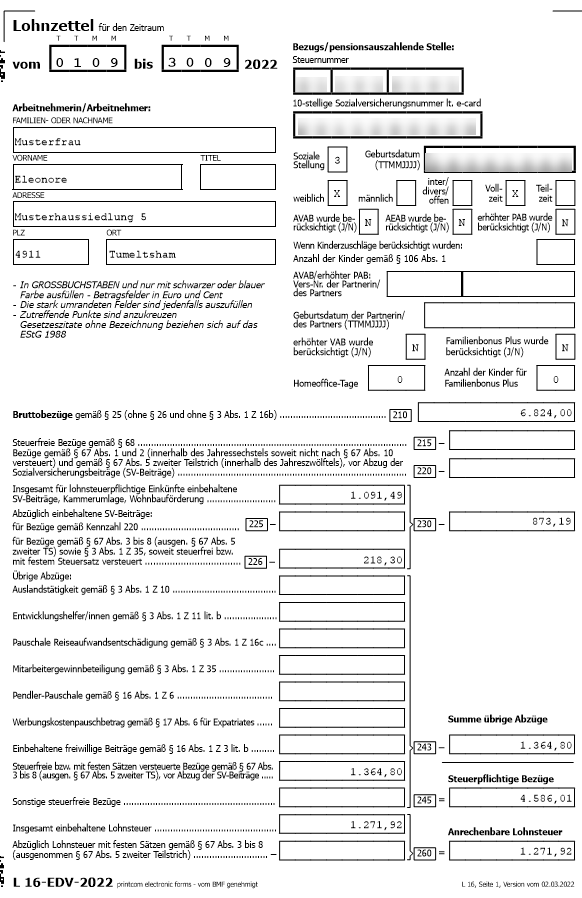 Lohnzettel für den Zeitraum
T T M M T T M M
vom 0 1 0 9 bis 3 0 0 9 2022
Bezugs/pensionsauszahlende Stelle:
Steuernummer
10-stellige Sozialversicherungsnummer lt. e-card
Arbeitnehmerin/Arbeitnehmer:
FAMILIEN- ODER NACHNAME
Musterfrau
VORNAME TITEL
Eleonore
ADRESSE
Musterhaussiedlung 5
PLZ ORT
4911 Tumeltsham
- In GROSSBUCHSTABEN und nur mit schwarzer oder blauer
Farbe ausfüllen - Betragsfelder in Euro und Cent
- Die stark umrandeten Felder sind jedenfalls auszufüllen
- Zutreffende Punkte sind anzukreuzen
Gesetzeszitate ohne Bezeichnung beziehen sich auf das
EStG 1988
Soziale Stellung 3 Geburtsdatum (TTMMJJJJ)
weiblich X männlich inter/divers/offen Vollzeit X Teilzeit
AVAB wurde berücksichtigt (J/N) N AEAB wurde berücksichtigt (J/N) N erhöhter PAB wurde berücksichtigt (J/N) N
Wenn Kinderzuschläge berücksichtigt wurden:
Anzahl der Kinder gemäß § 106 Abs. 1
AVAB/erhöhter PAB:
Vers-Nr. der Partnerin/
des Partners
Geburtsdatum der Partnerin/
des Partners (TTMMJJJJ)
erhöhter VAB wurde berücksichtigt (J/N) N Familienbonus Plus wurde berücksichtigt (J/N) N
Homeoffice-Tage 0 Anzahl der Kinder für Familienbonus Plus 0
Bruttobezüge gemäß § 25 (ohne § 26 und ohne § 3 Abs. 1 Z 16b) 210 6.824,00
Steuerfreie Bezüge gemäß § 68 215 −
Bezüge gemäß § 67 Abs. 1 und 2 (innerhalb des Jahressechstels soweit nicht nach § 67 Abs. 10
versteuert) und gemäß § 67 Abs. 5 zweiter Teilstrich (innerhalb des Jahreszwölftels), vor Abzug der
Sozialversicherungsbeiträge (SV-Beiträge) 220 −
Insgesamt für lohnsteuerpflichtige Einkünfte einbehaltene
SV-Beiträge, Kammerumlage, Wohnbauförderung 1.091,49
Abzüglich einbehaltene SV-Beiträge:
für Bezüge gemäß Kennzahl 220 225 − 230 − 873,19
für Bezüge gemäß § 67 Abs. 3 bis 8 (ausgen. § 67 Abs. 5
zweiter TS) sowie § 3 Abs. 1 Z 35, soweit steuerfrei bzw.
mit festem Steuersatz versteuert 226 − 218,30
Übrige Abzüge:
Auslandstätigkeit gemäß § 3 Abs. 1 Z 10
Entwicklungshelfer/innen gemäß § 3 Abs. 1 Z 11 lit. b
Pauschale Reiseaufwandsentschädigung gemäß § 3 Abs. 1 Z 16c
Mitarbeitergewinnbeteiligung gemäß § 3 Abs. 1 Z 35
Pendler-Pauschale gemäß § 16 Abs. 1 Z 6
Werbungskostenpauschbetrag gemäß § 17 Abs. 6 für Expatriates
Summe übrige Abzüge
Einbehaltene freiwillige Beiträge gemäß § 16 Abs. 1 Z 3 lit. b 243 − 1.364,80
Steuerfreie bzw. mit festen Sätzen versteuerte Bezüge gemäß § 67 Abs.
3 bis 8 (ausgen. § 67 Abs. 5 zweiter TS), vor Abzug der SV-Beiträge 1.364,80
Steuerpflichtige Bezüge
Sonstige steuerfreie Bezüge 245 = 4.586,01
Insgesamt einbehaltene Lohnsteuer 1.271,92
Anrechenbare Lohnsteuer
Abzüglich Lohnsteuer mit festen Sätzen gemäß § 67 Abs. 3 bis 8
(ausgenommen § 67 Abs. 5 zweiter Teilstrich) − 260 = 1.271,92
L 16-EDV-2022 printcom electronic forms - vom BMF genehmigt
L 16, Seite 1, Version vom 02.03.2022